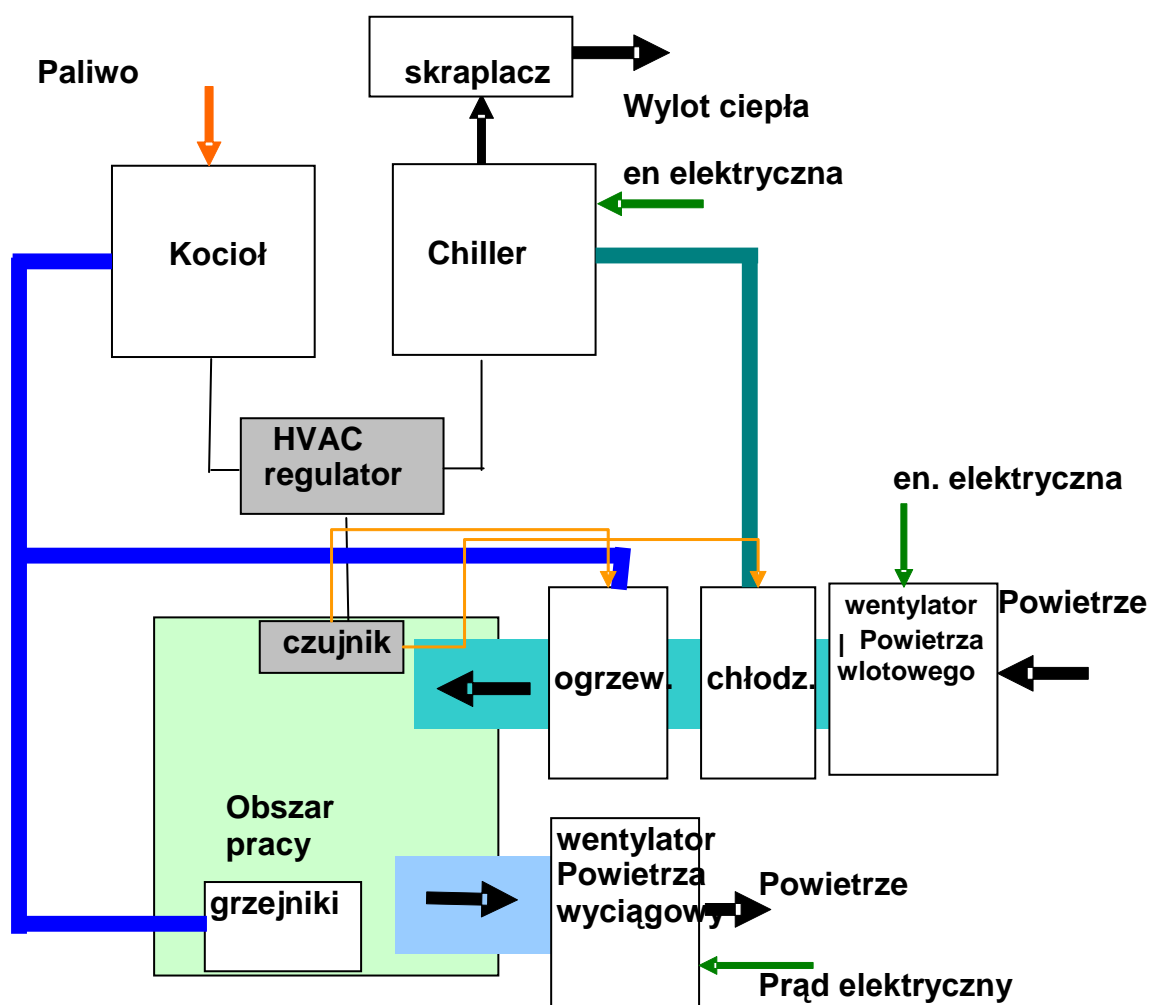 Paliwo
skraplacz
Wylot ciepła
en elektryczna
Kocioł
Chiller
HVAC
regulator
en. elektryczna
czujnik
ogrzew.
chłodz.
wentylator
| Powietrza
wlotowego
Powietrze
Obszar
pracy
grzejniki
wentylator
Powietrza
wyciągowy
Powietrze
Prąd elektryczny